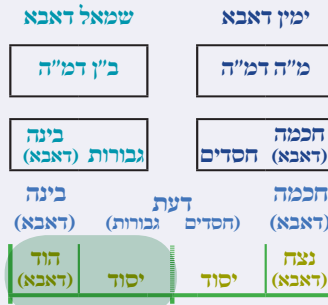 ימין דאבא שמאל דאבא
מ״ה דמ״ה ב״ן דמ״ה
חכמה (דאבא) חסדים גבורות בינה (דאבא)
חכמה דעת בינה
(דאבא) (חסדים גבורות) (דאבא)
נצח (דאבא) יסוד יסוד הוד (דאבא)